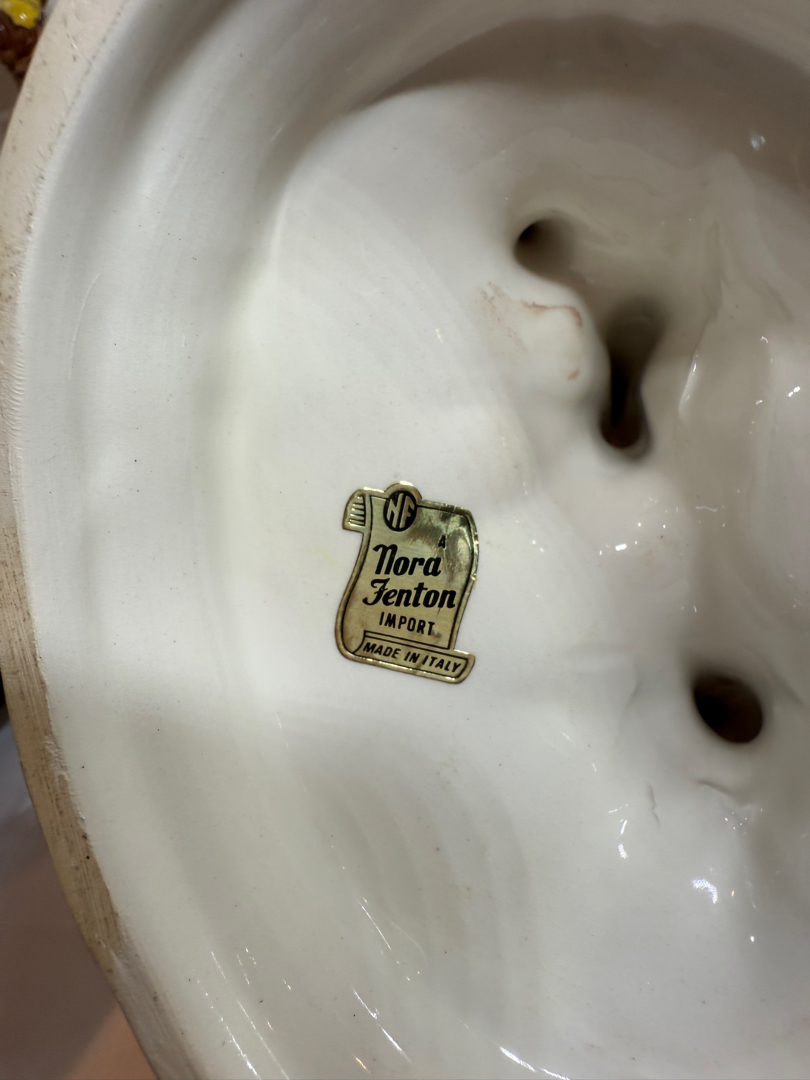 NF
A
Nora
Fenton
IMPORT
MADE IN ITALY